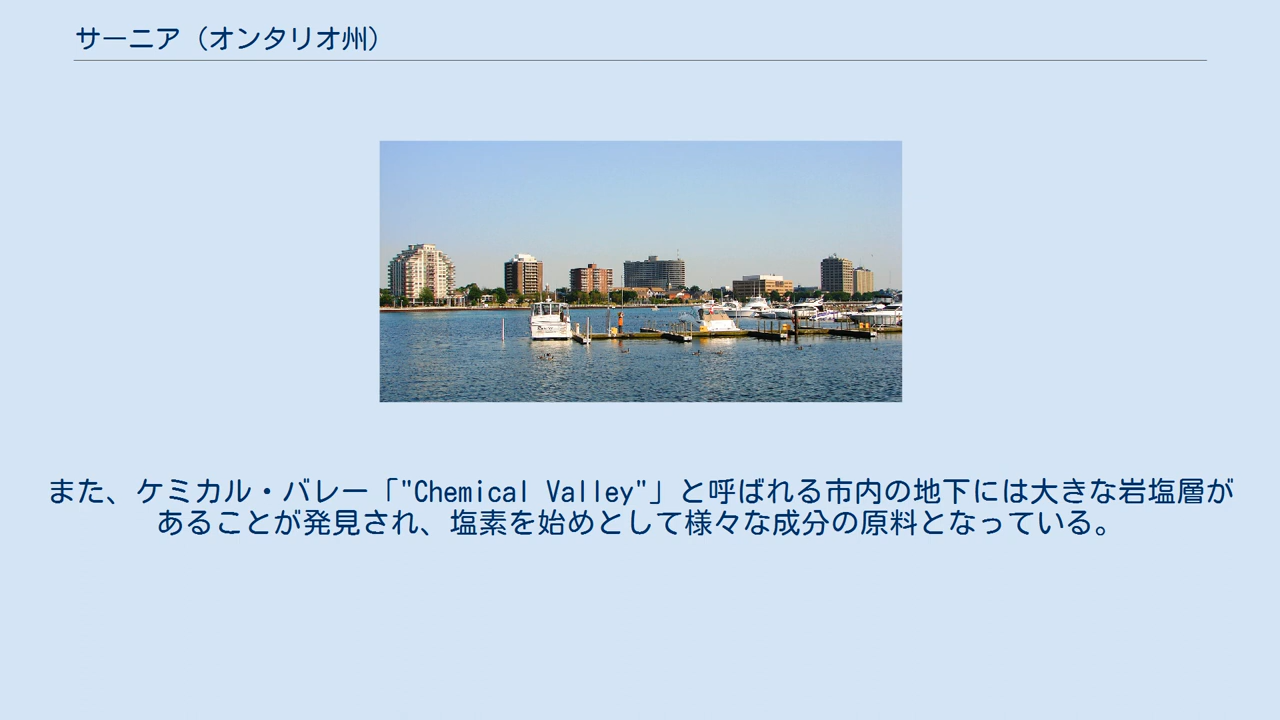 サーニア（オンタリオ州）
また、ケミカル・バレー「"Chemical Valley"」と呼ばれる市内の地下には大きな岩塩層が
あることが発見され、塩素を始めとして様々な成分の原料となっている。